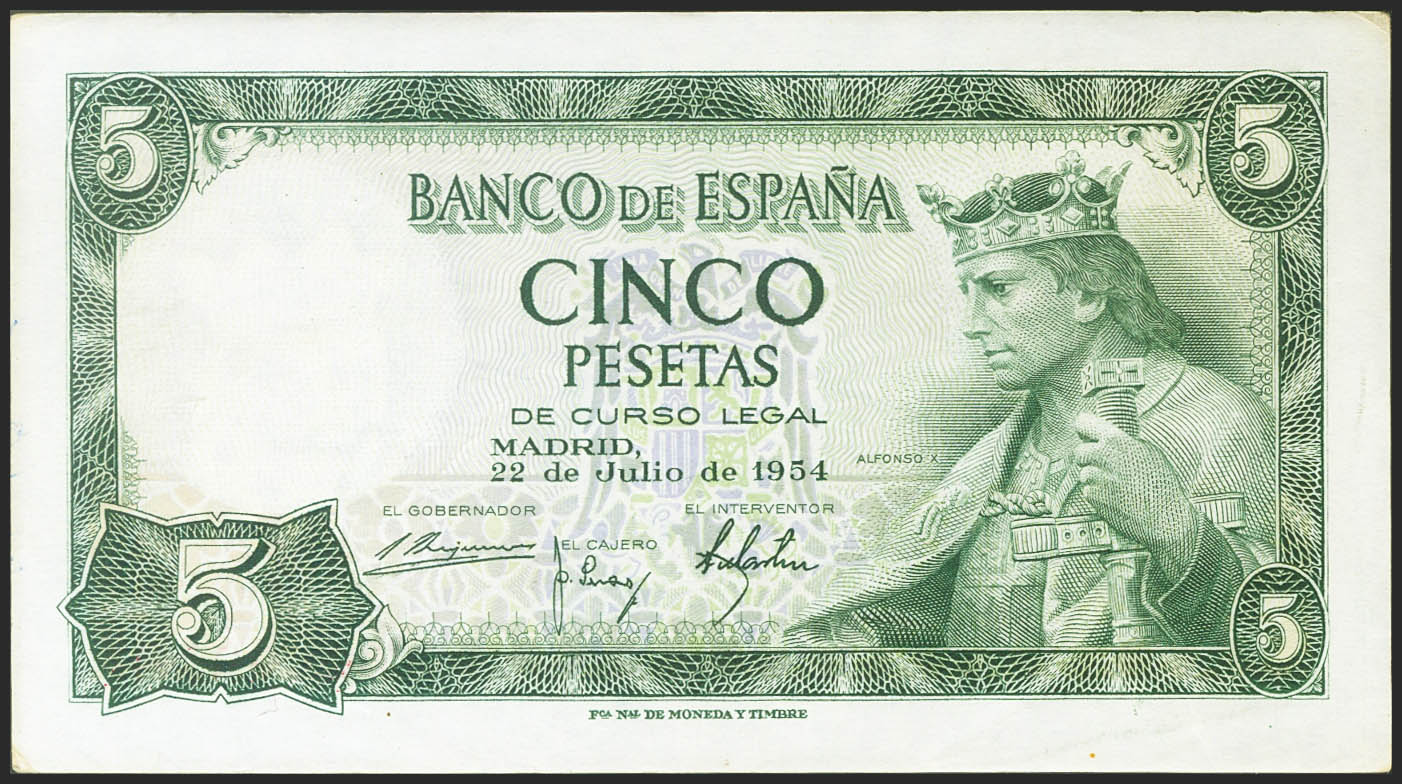 5
5
BANCO DE ESPAÑA
CINCO
PESETAS
DE CURSO LEGAL
MADRID,
22 de Julio de 1954
ALFONSO X
EL GOBERNADOR
EL INTERVENTOR
EL CAJERO
5
5
FCA NAL DE MONEDA Y TIMBRE